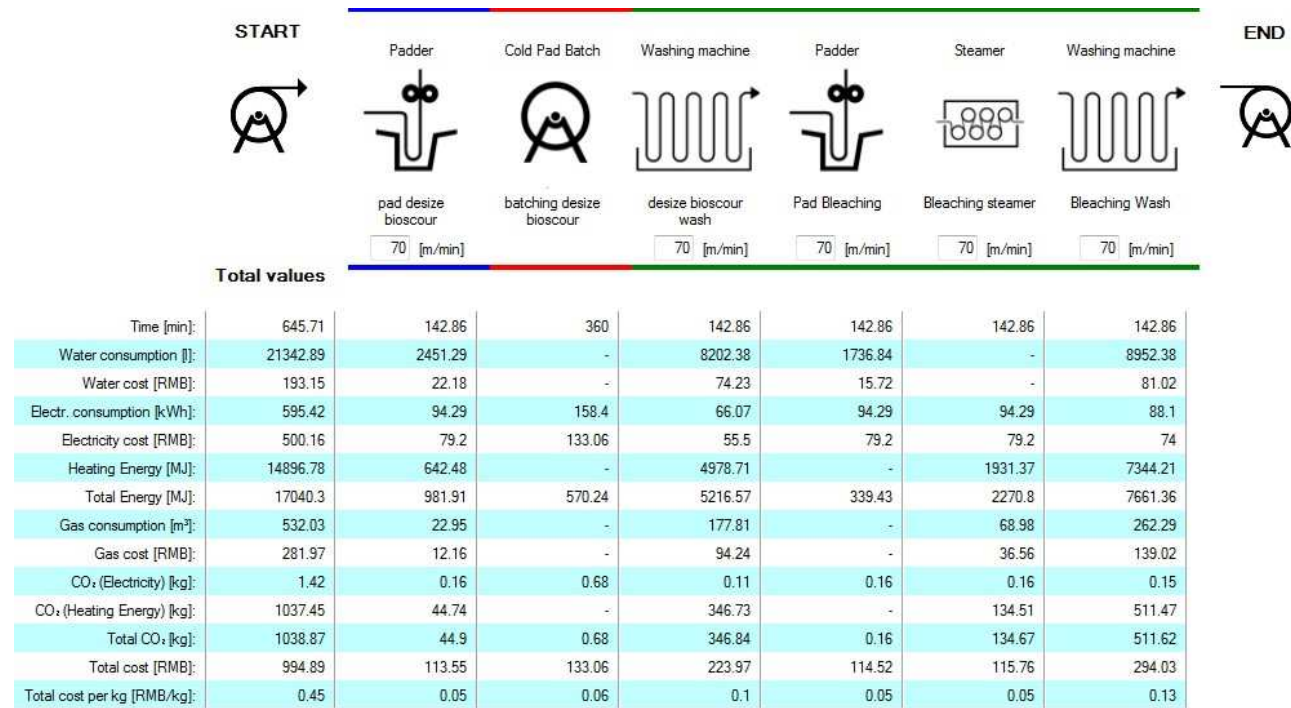 START
END
Padder
Cold Pad Batch
Washing machine
Padder
Steamer
Washing machine
pad desize
bioscour
batching desize
bioscour
desize bioscour
wash
Pad Bleaching
Bleaching steamer
Bleaching Wash
70 [m/min]
70 [m/min]
70 [m/min]
70 [m/min]
70 [m/min]
Total values
Time [min]: 645.71 142.86 360 142.86 142.86 142.86 142.86
Water consumption [l]: 21342.89 2451.29 - 8202.38 1736.84 - 8952.38
Water cost [RMB]: 193.15 22.18 - 74.23 15.72 - 81.02
Electr. consumption [kWh]: 595.42 94.29 158.4 66.07 94.29 94.29 88.1
Electricity cost [RMB]: 500.16 79.2 133.06 55.5 79.2 79.2 74
Heating Energy [MJ]: 14896.78 642.48 - 4978.71 - 1931.37 7344.21
Total Energy [MJ]: 17040.3 981.91 570.24 5216.57 339.43 2270.8 7661.36
Gas consumption [m³]: 532.03 22.95 - 177.81 - 68.98 262.29
Gas cost [RMB]: 281.97 12.16 - 94.24 - 36.56 139.02
CO₂ (Electricity) [kg]: 1.42 0.16 0.68 0.11 0.16 0.16 0.15
CO₂ (Heating Energy) [kg]: 1037.45 44.74 - 346.73 - 134.51 511.47
Total CO₂ [kg]: 1038.87 44.9 0.68 346.84 0.16 134.67 511.62
Total cost [RMB]: 994.89 113.55 133.06 223.97 114.52 115.76 294.03
Total cost per kg [RMB/kg]: 0.45 0.05 0.06 0.1 0.05 0.05 0.13